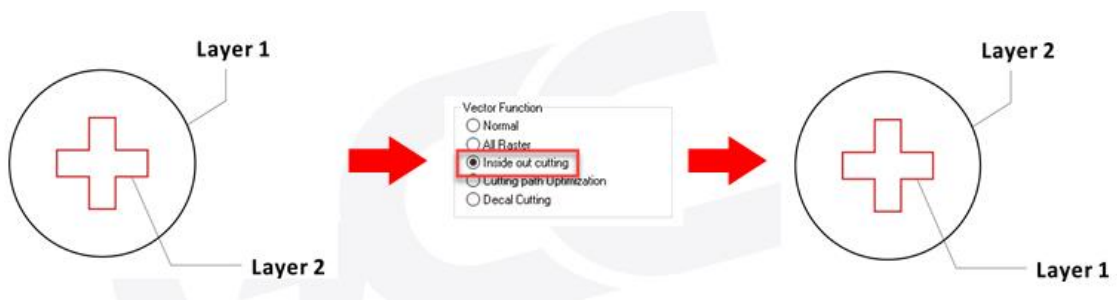 Layer 1
Layer 2
Vector Function
Normal
All Raster
Inside out cutting
Cutting path Optimization
Decal Cutting
Layer 2
Layer 1